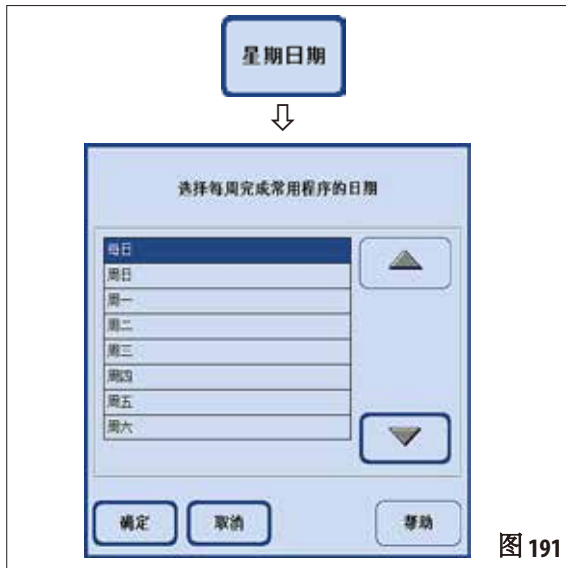 星期日期
选择每周完成常用程序的日期
每日
周日
周一
周二
周三
周四
周五
周六
确定
取消
帮助
图 191